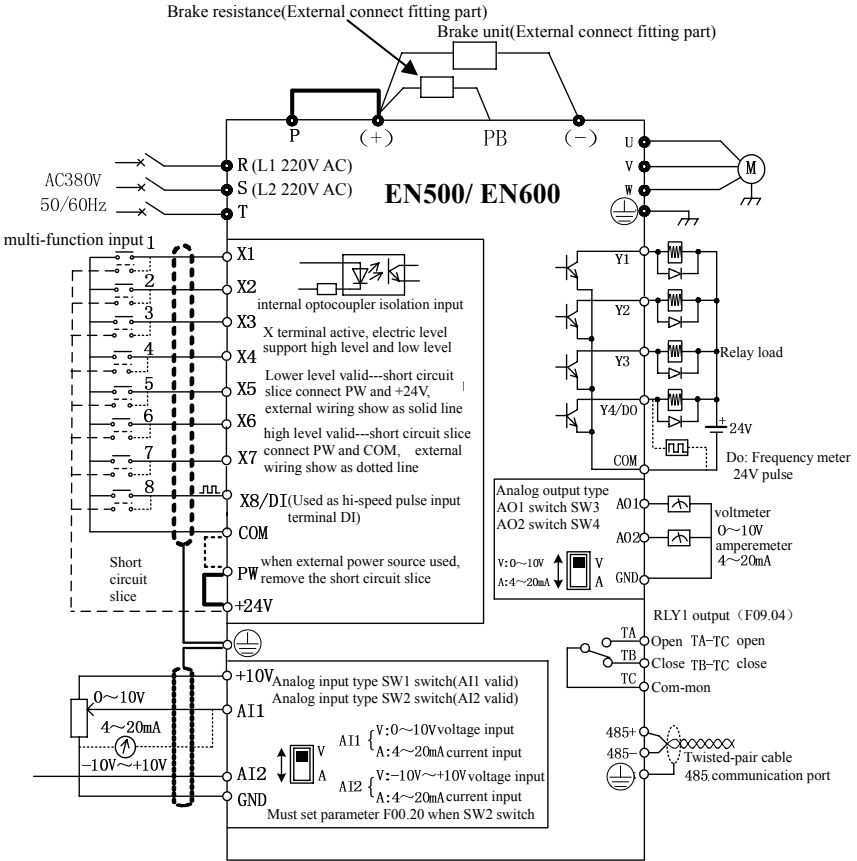 Brake resistance(External connect fitting part)
Brake unit(External connect fitting part)
P
(+)
PB
(-)
R (L1 220V AC)
S (L2 220V AC)
T
AC380V
50/60Hz
EN500/ EN600
U
V
W
M
multi-function input
1
2
3
4
5
6
7
8
X1
X2
X3
X4
X5
X6
X7
X8/DI(Used as hi-speed pulse input
terminal DI)
COM
PW
+24V
internal optocoupler isolation input
X terminal active, electric level
support high level and low level
Lower level valid---short circuit
slice connect PW and +24V,
external wiring show as solid line
high level valid---short circuit slice
connect PW and COM, external
wiring show as dotted line
when external power source used,
remove the short circuit slice
Short
circuit
slice
Y1
Y2
Y3
Y4/DO
COM
Relay load
+
24V
Do: Frequency meter
24V pulse
Analog output type
AO1 switch SW3
AO2 switch SW4
V:0~10V
A:4~20mA
V
A
AO1
AO2
GND
voltmeter
0~10V
amperemeter
4~20mA
RLY1 output（F09.04）
TA
TB
TC
Open TA-TC open
Close TB-TC close
Com-mon
485+
485-
Twisted-pair cable
485 communication port
+10V
AI1
AI2
GND
0~10V
4~20mA
-10V~+10V
Analog input type SW1 switch(AI1 valid)
Analog input type SW2 switch(AI2 valid)
V
A
AI1 { V:0~10Vvoltage input
A:4~20mAcurrent input
AI2 { V:-10V~+10Vvoltage input
A:4~20mAcurrent input
Must set parameter F00.20 when SW2 switch